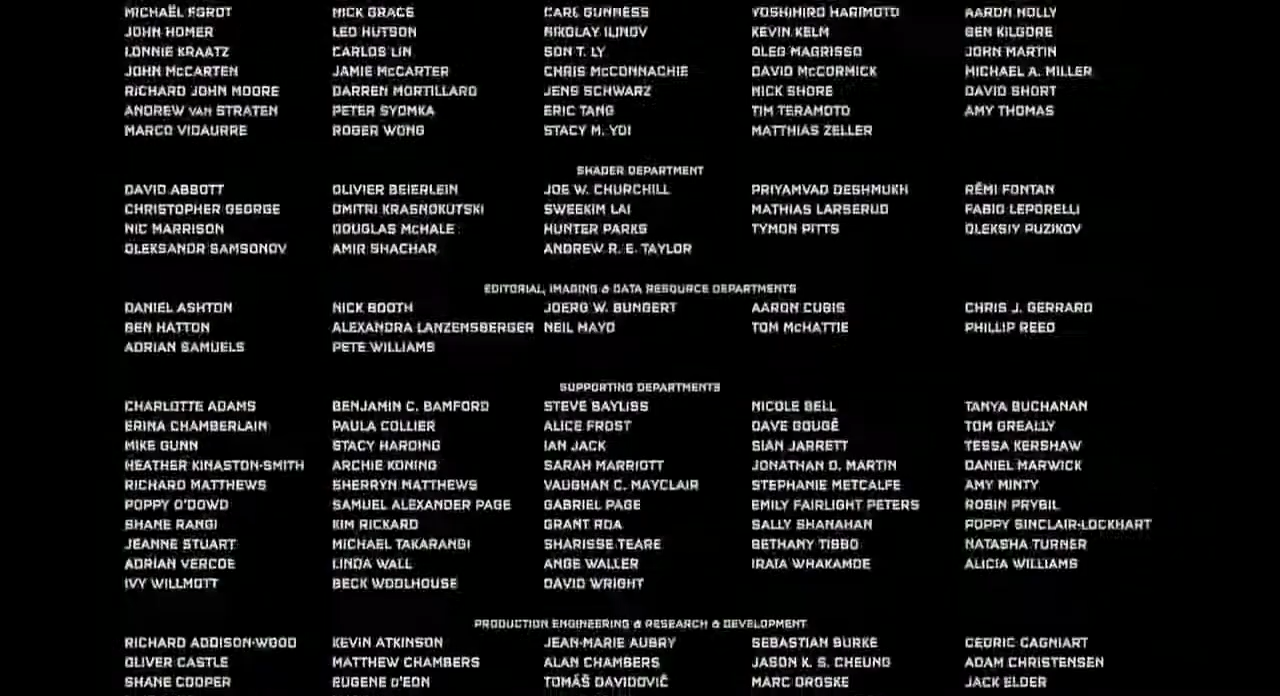 MICHAËL EGROT NICK GRACE CARL GUNNESS YOSHIHIRO HARIMOTO AARON HOLLY
JOHN HOMER LEO HUTSON NIKOLAY ILINOV KEVIN KELM BEN KILGORE
LONNIE KRAATZ CARLOS LIN SON T. LY OLEG MAGRISSO JOHN MARTIN
JOHN McCARTEN JAMIE McCARTER CHRIS McCONNACHIE DAVID McCORMICK MICHAEL A. MILLER
RICHARD JOHN MOORE DARREN MORTILLARO JENS SCHWARZ NICK SHORE DAVID SHORT
ANDREW VAN STRATEN PETER SYOMKA ERIC TANG TIM TERAMOTO AMY THOMAS
MARCO VIDAURRE ROGER WONG STACY M. YOI MATTHIAS ZELLER
SHADER DEPARTMENT
DAVID ABBOTT OLIVIER BEIERLEIN JOE W. CHURCHILL PRIYAMVAD DESHMUKH RÉMI FONTAN
CHRISTOPHER GEORGE DMITRI KRASNOKUTSKI SWEEKIM LAI MATHIAS LARSERUD FABIO LEPORELLI
NIC MARRISON DOUGLAS McHALE HUNTER PARKS TYMON PITTS OLEKSIY PUZIKOV
OLEKSANDR SAMSONOV AMIR SHACHAR ANDREW R. E. TAYLOR
EDITORIAL, IMAGING & DATA RESOURCE DEPARTMENTS
DANIEL ASHTON NICK BOOTH JOERG W. BUNGERT AARON CUBIS CHRIS J. GERRARD
BEN HATTON ALEXANDRA LANZENSBERGER NEIL MAYO TOM McHATTIE PHILLIP REED
ADRIAN SAMUELS PETE WILLIAMS
SUPPORTING DEPARTMENTS
CHARLOTTE ADAMS BENJAMIN C. BAMFORD STEVE BAYLISS NICOLE BELL TANYA BUCHANAN
ERINA CHAMBERLAIN PAULA COLLIER ALICE FROST DAVE GOUGÉ TOM GREALLY
MIKE GUNN STACY HARDING IAN JACK SIAN JARRETT TESSA KERSHAW
HEATHER KINASTON-SMITH ARCHIE KONING SARAH MARRIOTT JONATHAN D. MARTIN DANIEL MARWICK
RICHARD MATTHEWS SHERRYN MATTHEWS VAUGHAN C. MAYCLAIR STEPHANIE METCALFE AMY MINTY
POPPY O'DOWD SAMUEL ALEXANDER PAGE GABRIEL PAGE EMILY FAIRLIGHT PETERS ROBIN PRYBIL
SHANE RANGI KIM RICKARD GRANT ROA SALLY SHANAHAN POPPY SINCLAIR-LOCKHART
JEANNE STUART MICHAEL TAKARANGI SHARISSE TEARE BETHANY TIBBO NATASHA TURNER
ADRIAN VERCOE LINDA WALL ANGE WALLER IRAIA WHAKAMOE ALICIA WILLIAMS
IVY WILLMOTT BECK WOOLHOUSE DAVID WRIGHT
PRODUCTION ENGINEERING & RESEARCH & DEVELOPMENT
RICHARD ADDISON-WOOD KEVIN ATKINSON JEAN-MARIE AUBRY SEBASTIAN BURKE CEDRIC CAGNIART
OLIVER CASTLE MATTHEW CHAMBERS ALAN CHAMBERS JASON K. S. CHEUNG ADAM CHRISTENSEN
SHANE COOPER EUGENE d'EON TOMÁŠ DAVIDOVIČ MARC DROSKE JACK ELDER